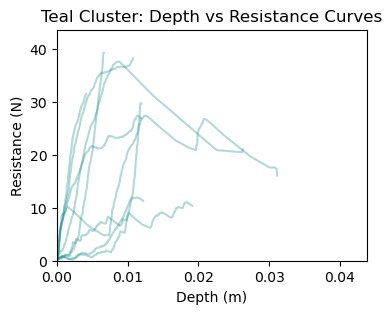 Teal Cluster: Depth vs Resistance Curves
Resistance (N)
40
30
20
10
0
0.00 0.01 0.02 0.03 0.04
Depth (m)